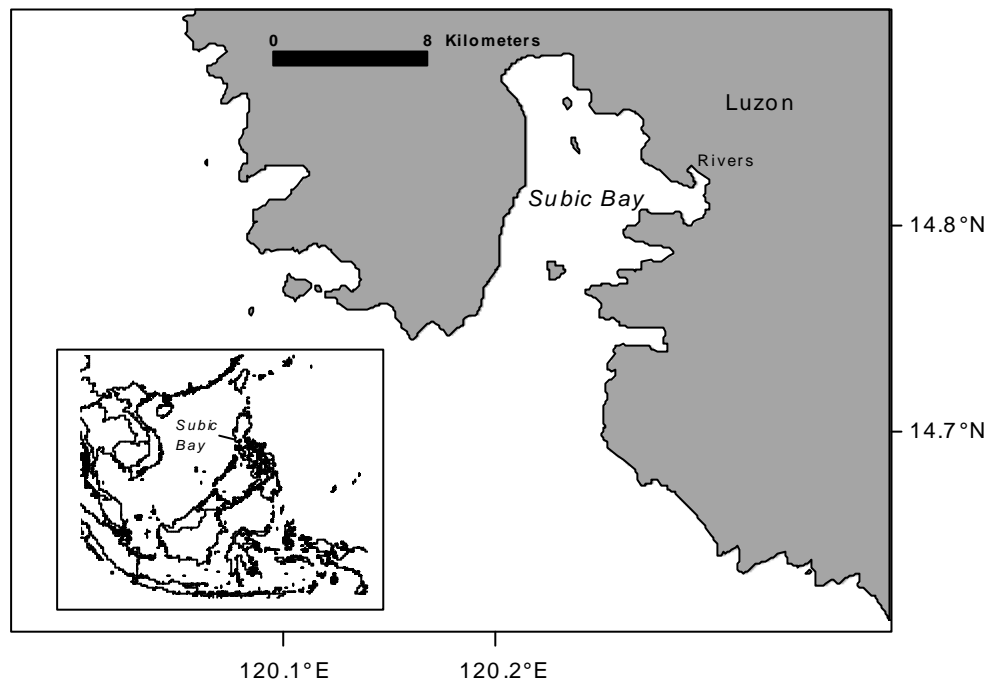 0 8 Kilometers
Luzon
Rivers
Subic Bay
14.8°N
Subic
Bay
14.7°N
120.1°E 120.2°E